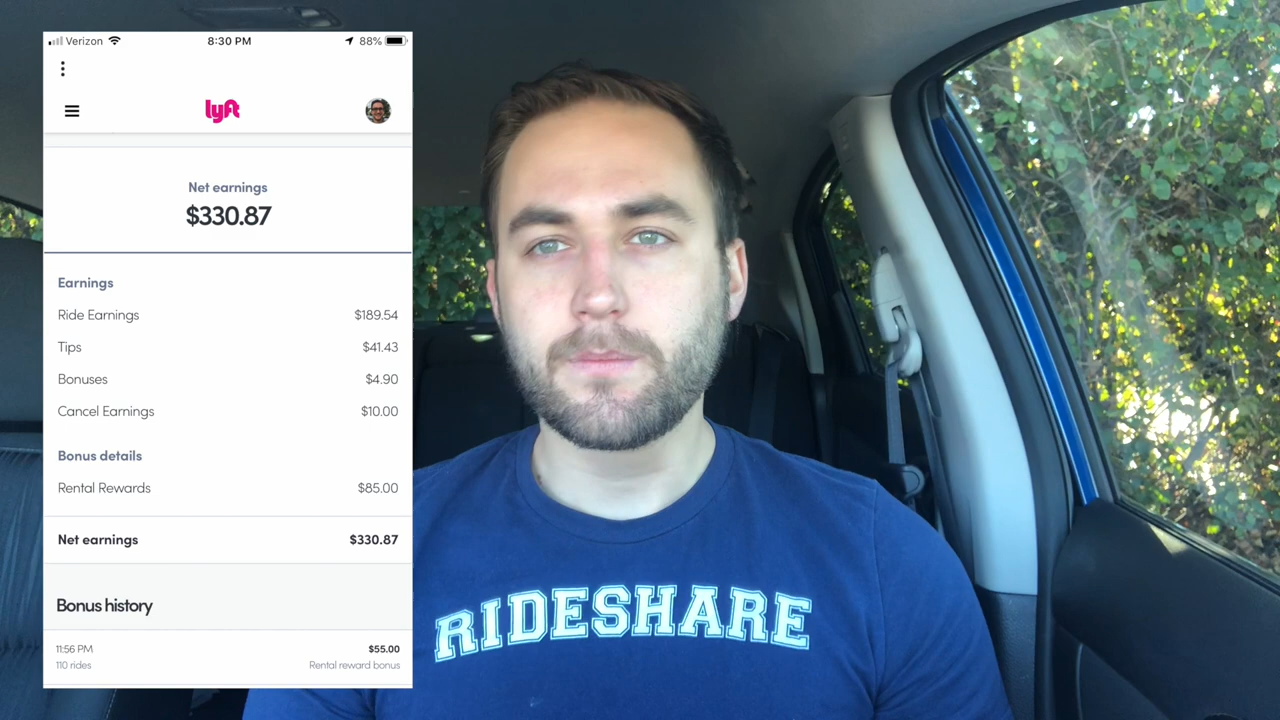 Verizon 8:30 PM 88%
lyft
Net earnings
$330.87
Earnings
Ride Earnings $189.54
Tips $41.43
Bonuses $4.90
Cancel Earnings $10.00
Bonus details
Rental Rewards $85.00
Net earnings $330.87
Bonus history
11:56 PM $55.00
110 rides Rental reward bonus
RIDESHARE